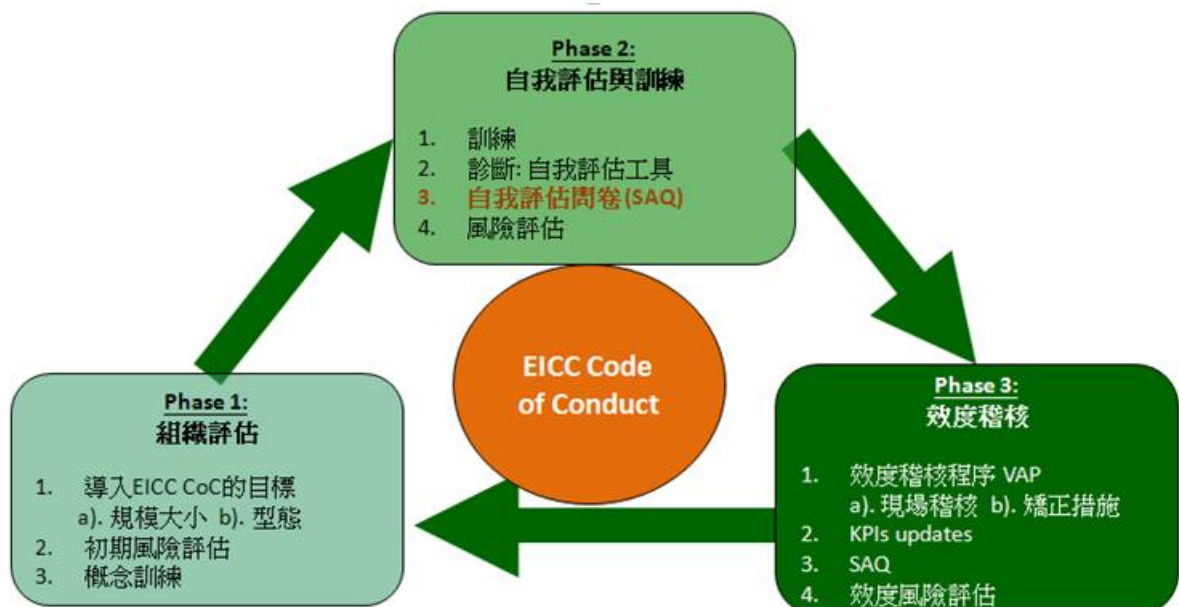 Phase 2:
自我評估與訓練
1. 訓練
2. 診斷: 自我評估工具
3. 自我評估問卷(SAQ)
4. 風險評估
EICC Code
of Conduct
Phase 1:
組織評估
1. 導入EICC CoC的目標
a). 規模大小 b). 型態
2. 初期風險評估
3. 概念訓練
Phase 3:
效度稽核
1. 效度稽核程序 VAP
a). 現場稽核 b). 矯正措施
2. KPIs updates
3. SAQ
4. 效度風險評估